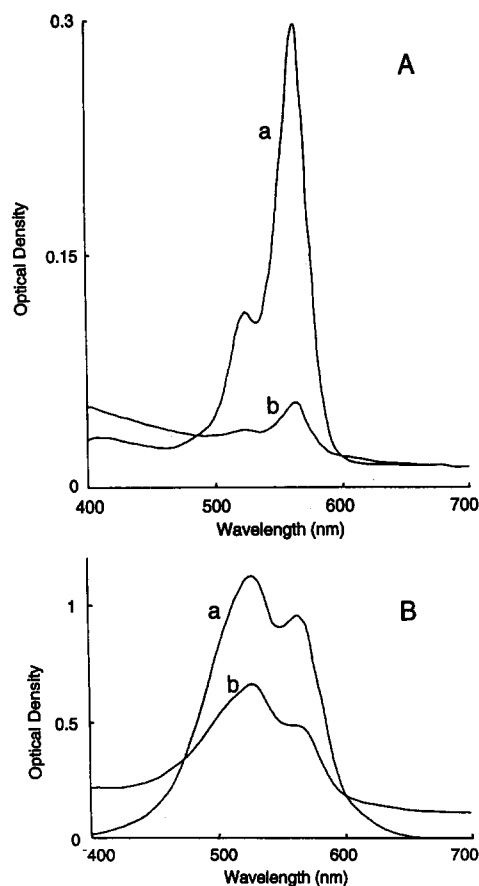 0.3
A
a
Optical Density
0.15
b
0
400 500 600 700
Wavelength (nm)
B
1
a
Optical Density
b
0.5
0
400 500 600 700
Wavelength (nm)